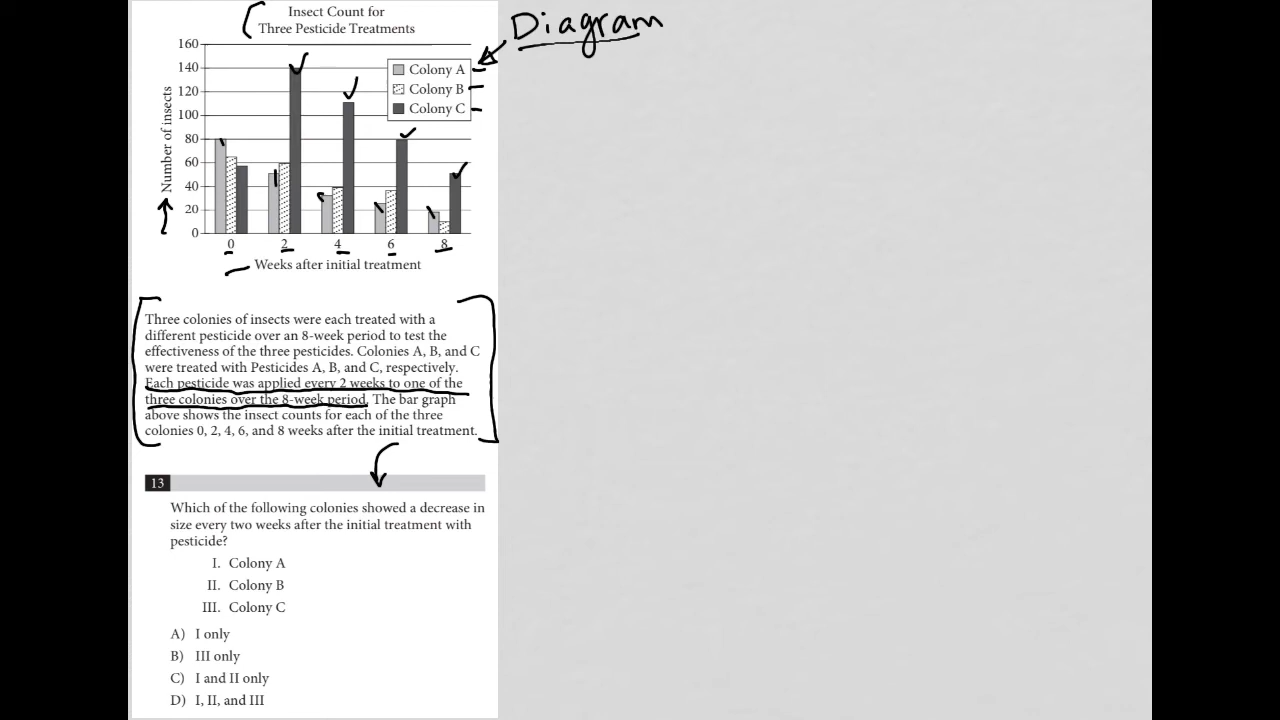 Insect Count for
Three Pesticide Treatments
Diagram
160
140
120
100
80
60
40
20
0
Number of insects
Colony A
Colony B
Colony C
0 2 4 6 8
Weeks after initial treatment
Three colonies of insects were each treated with a
different pesticide over an 8-week period to test the
effectiveness of the three pesticides. Colonies A, B, and C
were treated with Pesticides A, B, and C, respectively.
Each pesticide was applied every 2 weeks to one of the
three colonies over the 8-week period. The bar graph
above shows the insect counts for each of the three
colonies 0, 2, 4, 6, and 8 weeks after the initial treatment.
13
Which of the following colonies showed a decrease in
size every two weeks after the initial treatment with
pesticide?
I. Colony A
II. Colony B
III. Colony C
A) I only
B) III only
C) I and II only
D) I, II, and III